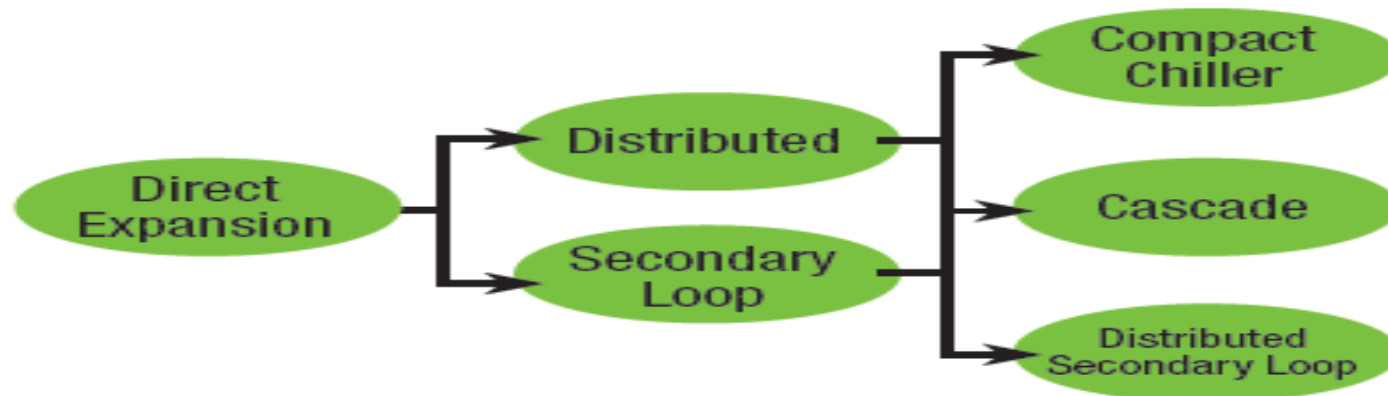 Direct
Expansion
Distributed
Secondary
Loop
Compact
Chiller
Cascade
Distributed
Secondary Loop